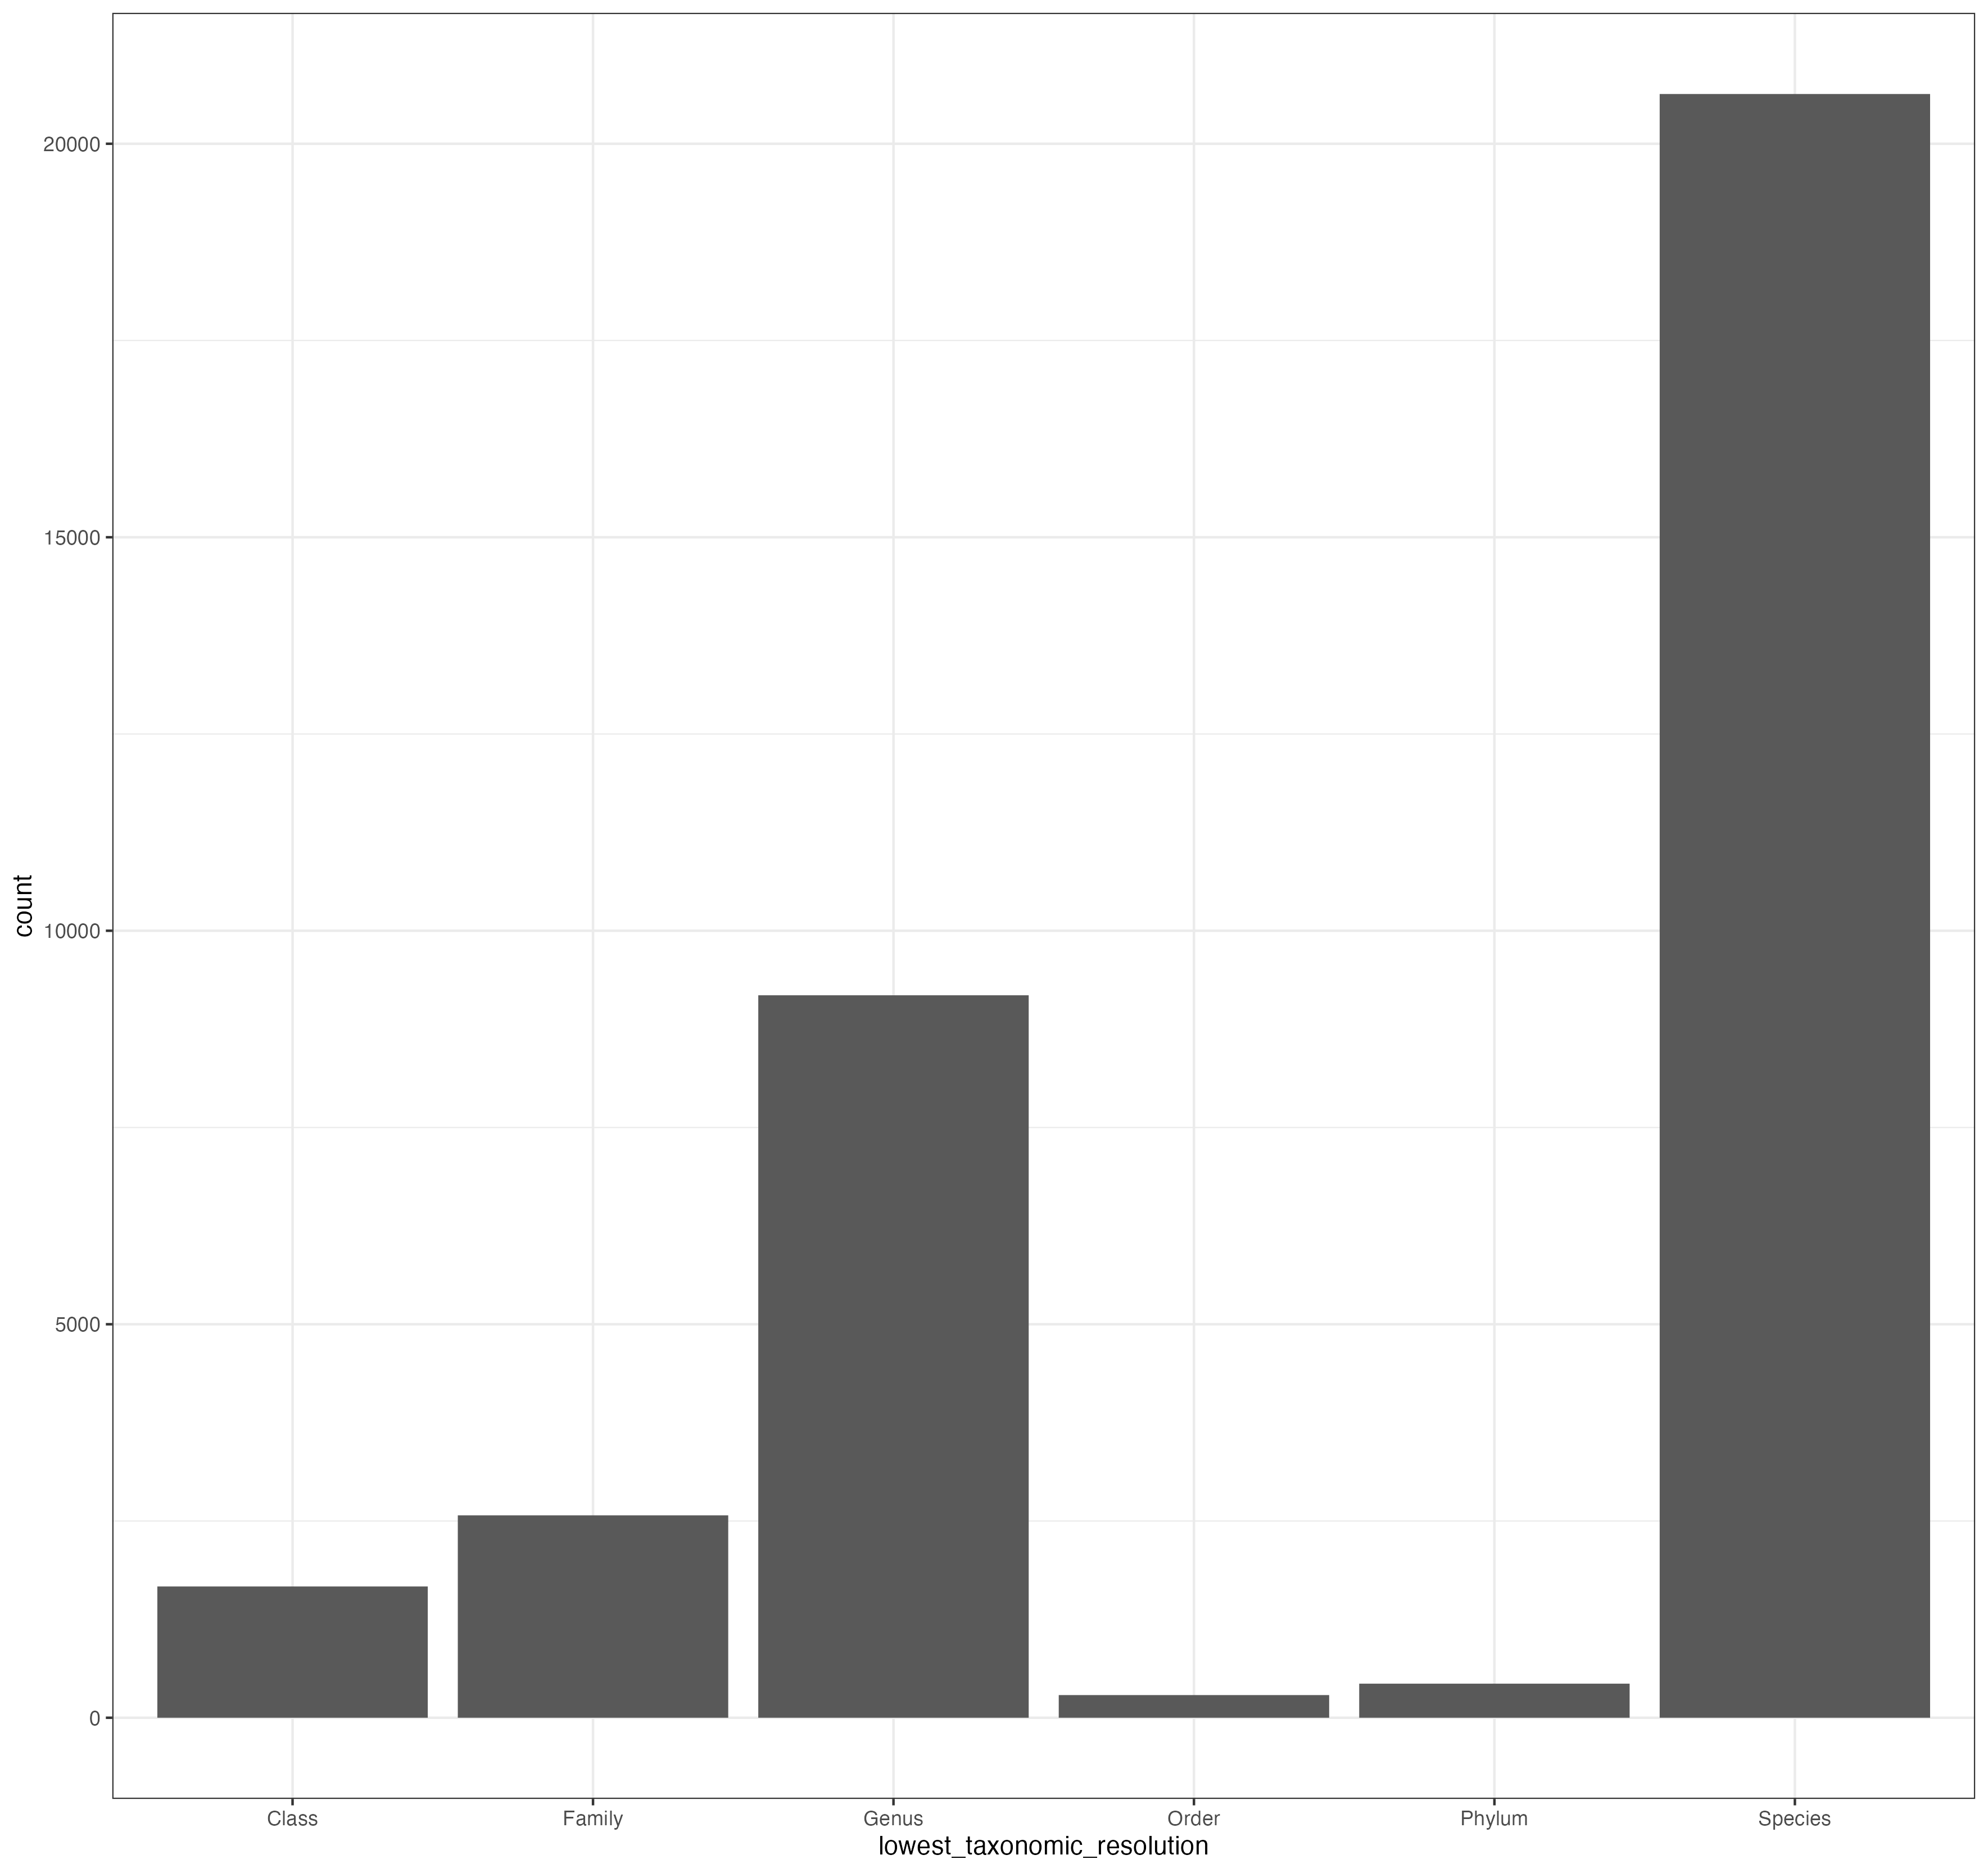 20000
15000
10000
5000
0
count
Class Family Genus Order Phylum Species
lowest_taxonomic_resolution